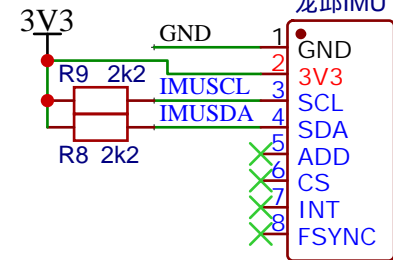 龙邱IMU
3V3
GND
1
GND
2
3V3
R9 2k2
IMUSCL
3
SCL
IMUSDA
4
SDA
R8 2k2
5
ADD
6
CS
7
INT
8
FSYNC